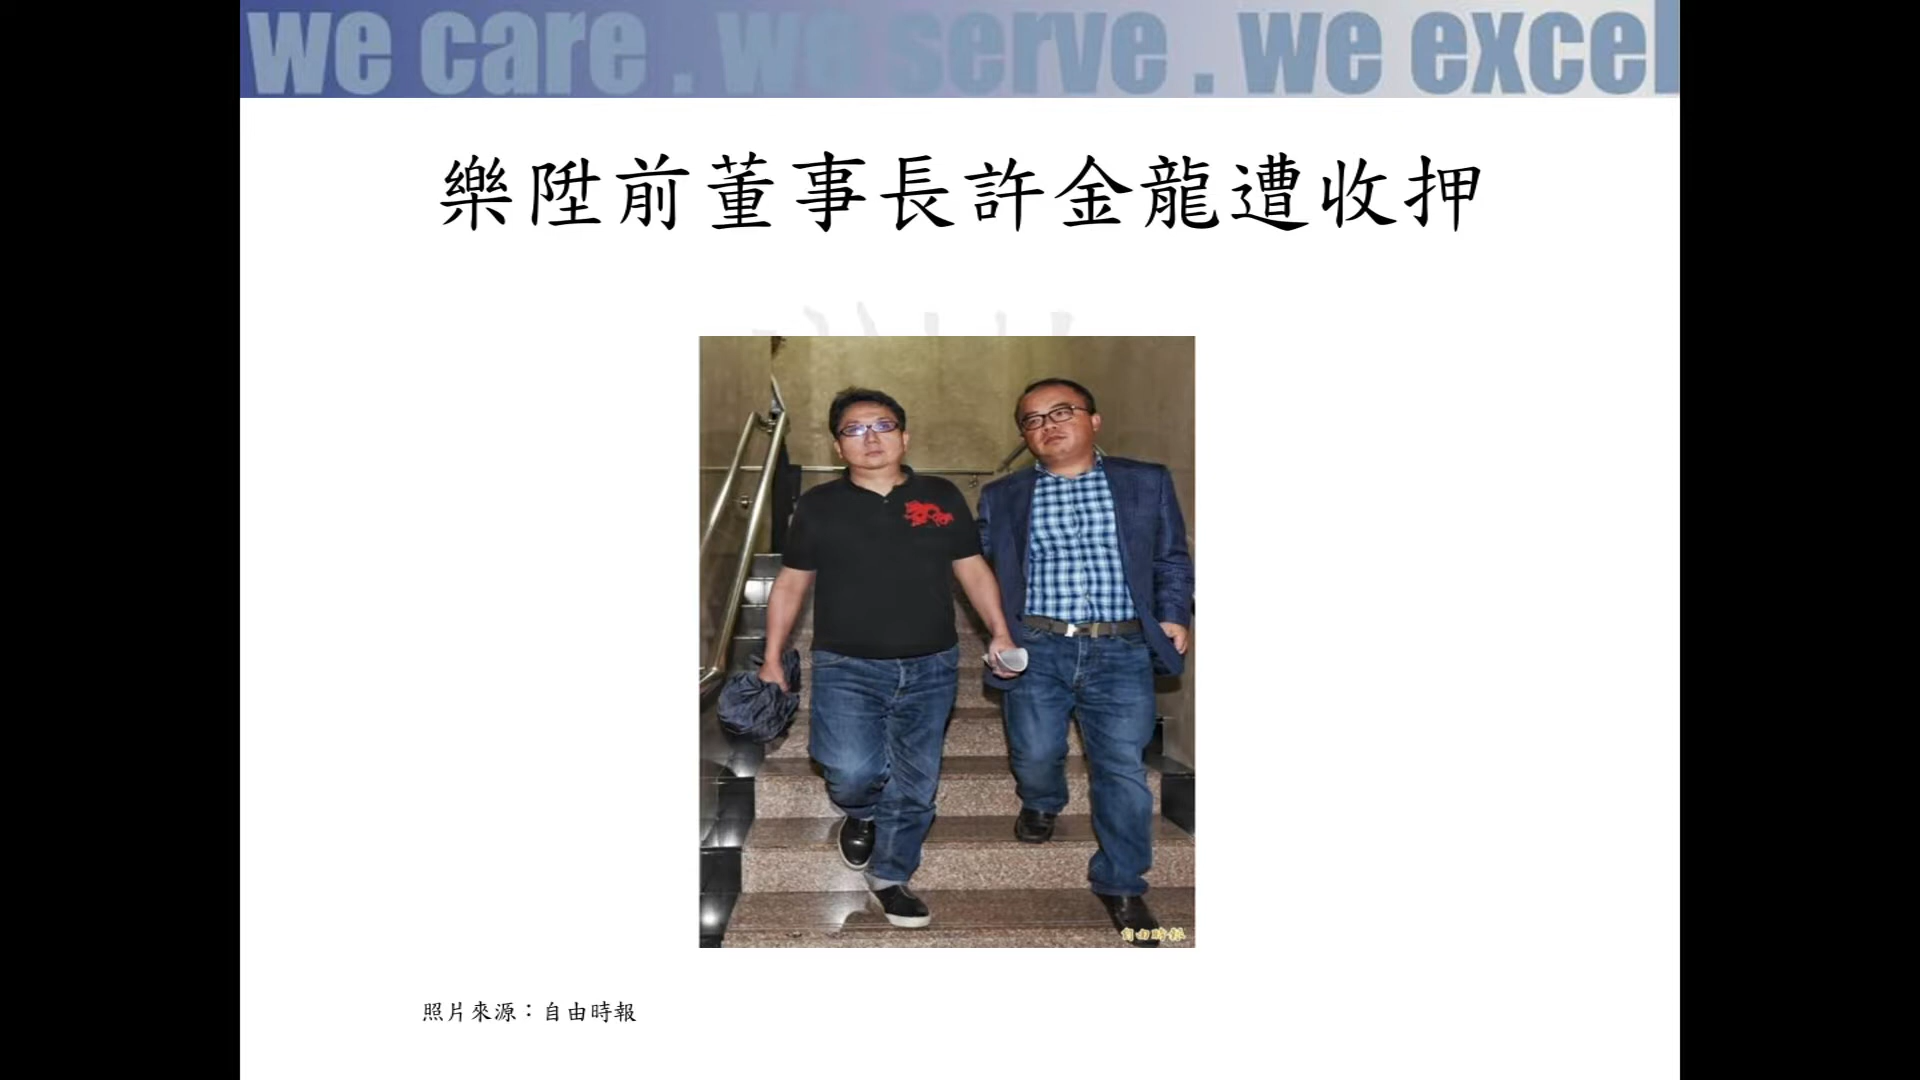 we care . we serve . we excel
樂陞前董事長許金龍遭收押
自由時報
照片來源：自由時報